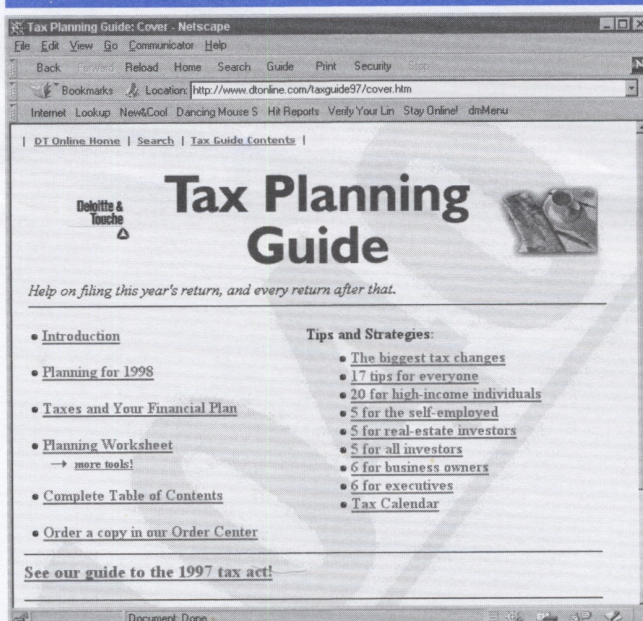 Tax Planning Guide: Cover - Netscape
File Edit View Go Communicator Help
Back Forward Reload Home Search Guide Print Security Stop
Bookmarks Location: http://www.dtonline.com/taxguide97/cover.htm
Internet Lookup New&Cool Dancing Mouse S Hit Reports Verify Your Lin Stay Online! dmMenu
| DT Online Home | Search | Tax Guide Contents |
Deloitte &
Touche
Tax Planning
Guide
Help on filing this year's return, and every return after that.
• Introduction
• Planning for 1998
• Taxes and Your Financial Plan
• Planning Worksheet
→ more tools!
• Complete Table of Contents
• Order a copy in our Order Center
Tips and Strategies:
• The biggest tax changes
• 17 tips for everyone
• 20 for high-income individuals
• 5 for the self-employed
• 5 for real-estate investors
• 5 for all investors
• 6 for business owners
• 6 for executives
• Tax Calendar
See our guide to the 1997 tax act!
Document: Done